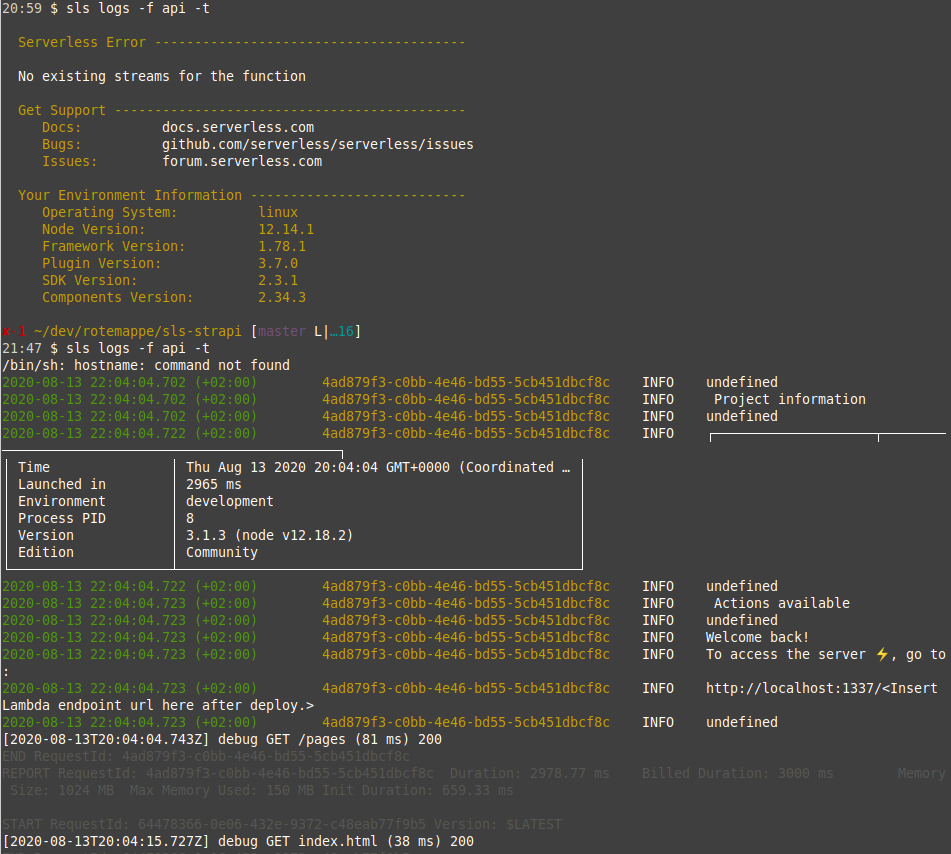 20:59 $ sls logs -f api -t
Serverless Error ---------------------------------------
No existing streams for the function
Get Support --------------------------------------------
Docs: docs.serverless.com
Bugs: github.com/serverless/serverless/issues
Issues: forum.serverless.com
Your Environment Information ---------------------------
Operating System: linux
Node Version: 12.14.1
Framework Version: 1.78.1
Plugin Version: 3.7.0
SDK Version: 2.3.1
Components Version: 2.34.3
✘-1 ~/dev/rotemappe/sls-strapi [master L|…16]
21:47 $ sls logs -f api -t
/bin/sh: hostname: command not found
2020-08-13 22:04:04.702 (+02:00) 4ad879f3-c0bb-4e46-bd55-5cb451dbcf8c INFO undefined
2020-08-13 22:04:04.702 (+02:00) 4ad879f3-c0bb-4e46-bd55-5cb451dbcf8c INFO Project information
2020-08-13 22:04:04.702 (+02:00) 4ad879f3-c0bb-4e46-bd55-5cb451dbcf8c INFO undefined
2020-08-13 22:04:04.722 (+02:00) 4ad879f3-c0bb-4e46-bd55-5cb451dbcf8c INFO
Time Thu Aug 13 2020 20:04:04 GMT+0000 (Coordinated …
Launched in 2965 ms
Environment development
Process PID 8
Version 3.1.3 (node v12.18.2)
Edition Community
2020-08-13 22:04:04.722 (+02:00) 4ad879f3-c0bb-4e46-bd55-5cb451dbcf8c INFO undefined
2020-08-13 22:04:04.723 (+02:00) 4ad879f3-c0bb-4e46-bd55-5cb451dbcf8c INFO Actions available
2020-08-13 22:04:04.723 (+02:00) 4ad879f3-c0bb-4e46-bd55-5cb451dbcf8c INFO undefined
2020-08-13 22:04:04.723 (+02:00) 4ad879f3-c0bb-4e46-bd55-5cb451dbcf8c INFO Welcome back!
2020-08-13 22:04:04.723 (+02:00) 4ad879f3-c0bb-4e46-bd55-5cb451dbcf8c INFO To access the server ⚡, go to
:
2020-08-13 22:04:04.723 (+02:00) 4ad879f3-c0bb-4e46-bd55-5cb451dbcf8c INFO http://localhost:1337/<Insert
Lambda endpoint url here after deploy.>
2020-08-13 22:04:04.723 (+02:00) 4ad879f3-c0bb-4e46-bd55-5cb451dbcf8c INFO undefined
[2020-08-13T20:04:04.743Z] debug GET /pages (81 ms) 200
END RequestId: 4ad879f3-c0bb-4e46-bd55-5cb451dbcf8c
REPORT RequestId: 4ad879f3-c0bb-4e46-bd55-5cb451dbcf8c Duration: 2978.77 ms Billed Duration: 3000 ms Memory
Size: 1024 MB Max Memory Used: 150 MB Init Duration: 659.33 ms
START RequestId: 64478366-0e06-432e-9372-c48eab77f9b5 Version: $LATEST
[2020-08-13T20:04:15.727Z] debug GET index.html (38 ms) 200